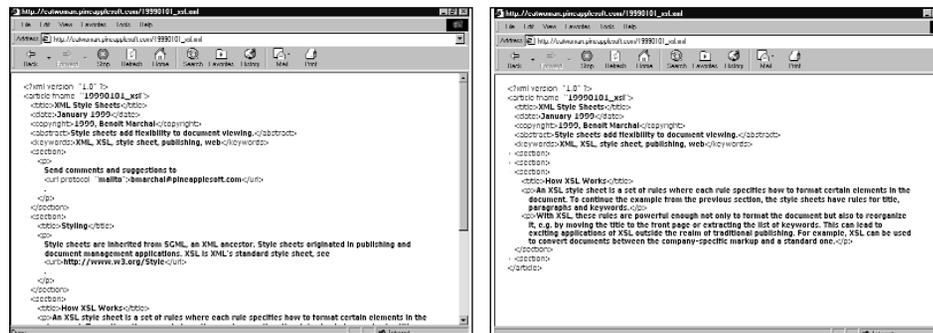 http://catwoman.pineapplesoft.com/19990101_xsl.xml
File Edit View Favorites Tools Help
Address http://catwoman.pineapplesoft.com/19990101_xsl.xml
Back Forward Stop Refresh Home Search Favorites History Mail Print
<?xml version "1.0" ?>
<article fname "19990101_xsl">
<title>XML Style Sheets</title>
<date>January 1999</date>
<copyright>1999, Benoît Marchal</copyright>
<abstract>Style sheets add flexibility to document viewing.</abstract>
<keywords>XML, XSL, style sheet, publishing, web</keywords>
<section>
<p>
Send comments and suggestions to
<url protocol "mailto">bmarchal@pineapplesoft.com</url>
.
</p>
</section>
<section>
<title>Styling</title>
<p>
Style sheets are inherited from SGML, an XML ancestor. Style sheets originated in publishing and
document management applications. XSL is XML's standard style sheet, see
<url>http://www.w3.org/Style</url>
.
</p>
</section>
<section>
<title>How XSL Works</title>
<p>An XSL style sheet is a set of rules where each rule specifies how to format certain elements in the
http://catwoman.pineapplesoft.com/19990101_xsl.xml
File Edit View Favorites Tools Help
Address http://catwoman.pineapplesoft.com/19990101_xsl.xml
Back Forward Stop Refresh Home Search Favorites History Mail Print
<?xml version "1.0" ?>
<article fname "19990101_xsl">
<title>XML Style Sheets</title>
<date>January 1999</date>
<copyright>1999, Benoît Marchal</copyright>
<abstract>Style sheets add flexibility to document viewing.</abstract>
<keywords>XML, XSL, style sheet, publishing, web</keywords>
<section>
<section>
<section>
<title>How XSL Works</title>
<p>An XSL style sheet is a set of rules where each rule specifies how to format certain elements in the
document. To continue the example from the previous section, the style sheets have rules for title,
paragraphs and keywords.</p>
<p>With XSL, these rules are powerful enough not only to format the document but also to reorganize
it, e.g. by moving the title to the front page or extracting the list of keywords. This can lead to
exciting applications of XSL outside the realm of traditional publishing. For example, XSL can be used
to convert documents between the company-specific markup and a standard one.</p>
</section>
<section>
</article>